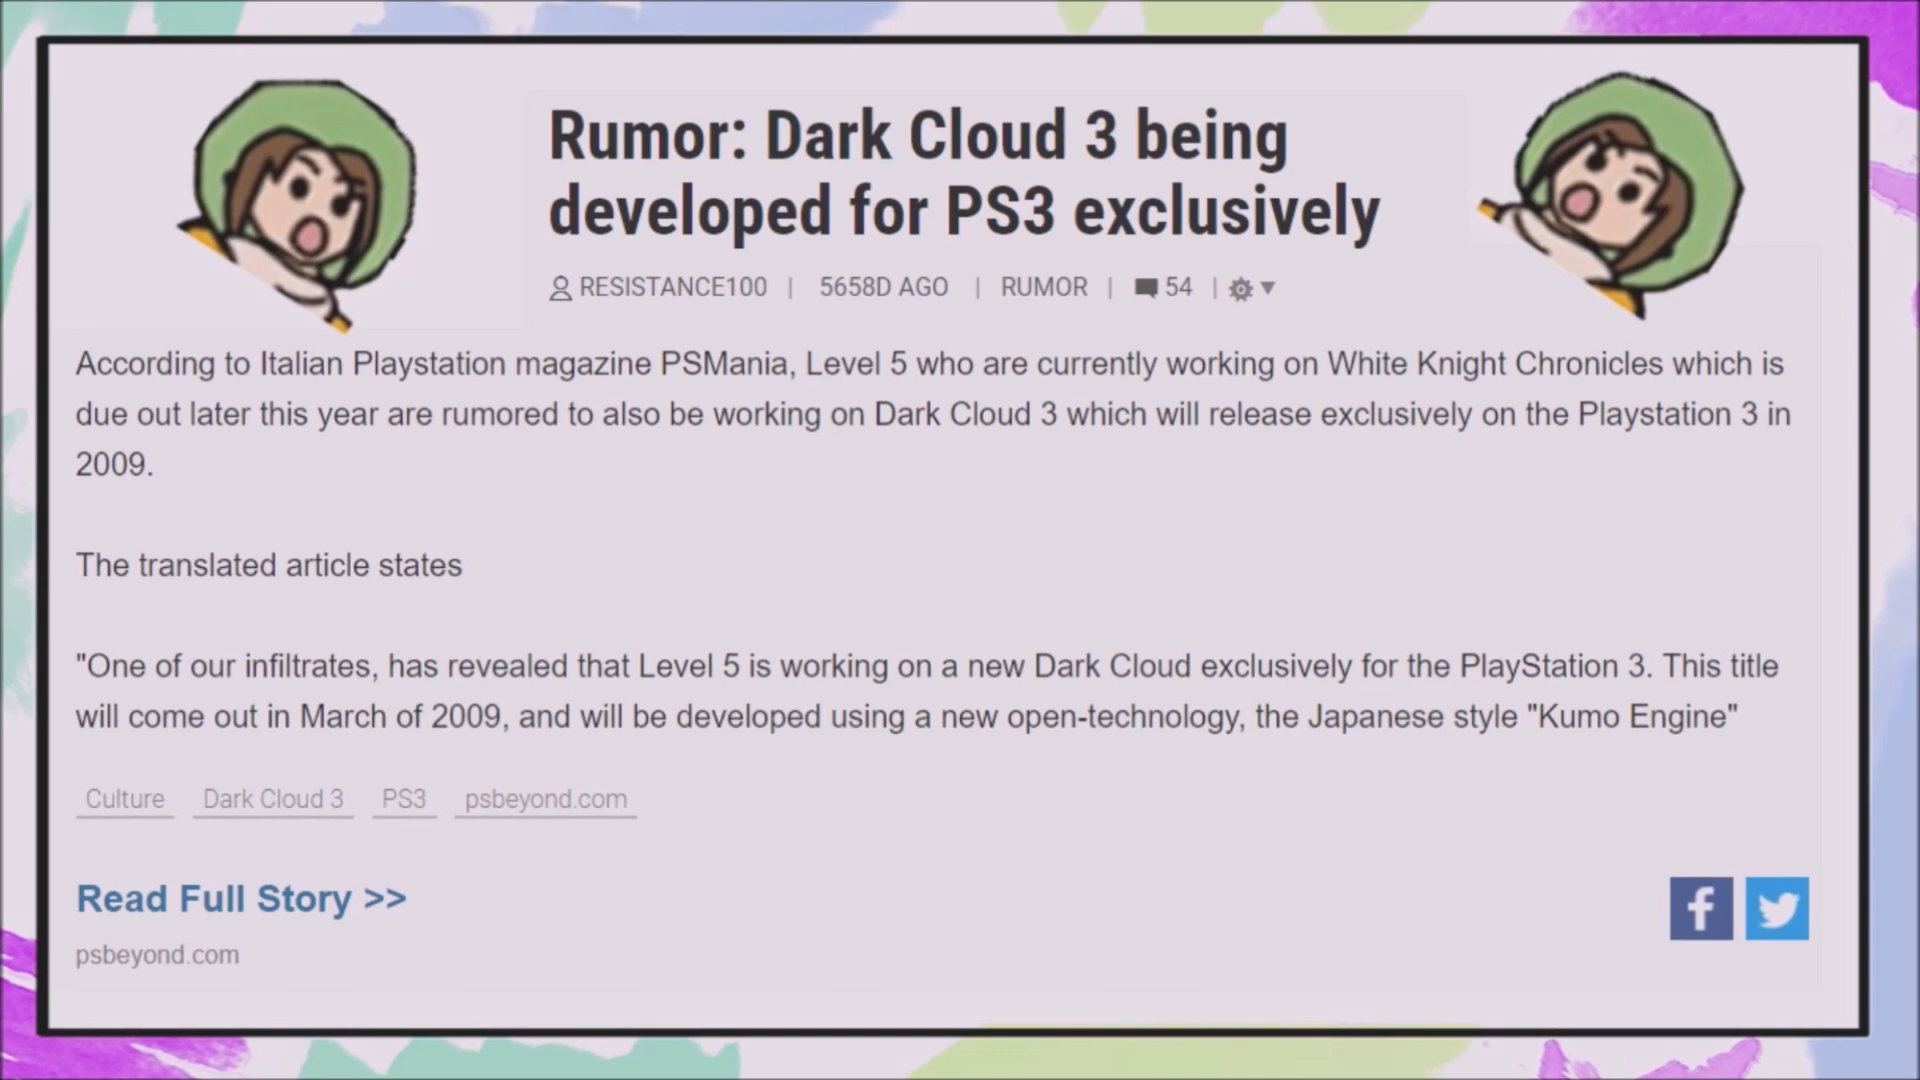 Rumor: Dark Cloud 3 being
developed for PS3 exclusively
RESISTANCE100 | 5658D AGO | RUMOR | 54 |
According to Italian Playstation magazine PSMania, Level 5 who are currently working on White Knight Chronicles which is
due out later this year are rumored to also be working on Dark Cloud 3 which will release exclusively on the Playstation 3 in
2009.
The translated article states
"One of our infiltrates, has revealed that Level 5 is working on a new Dark Cloud exclusively for the PlayStation 3. This title
will come out in March of 2009, and will be developed using a new open-technology, the Japanese style "Kumo Engine"
Culture Dark Cloud 3 PS3 psbeyond.com
Read Full Story >>
psbeyond.com